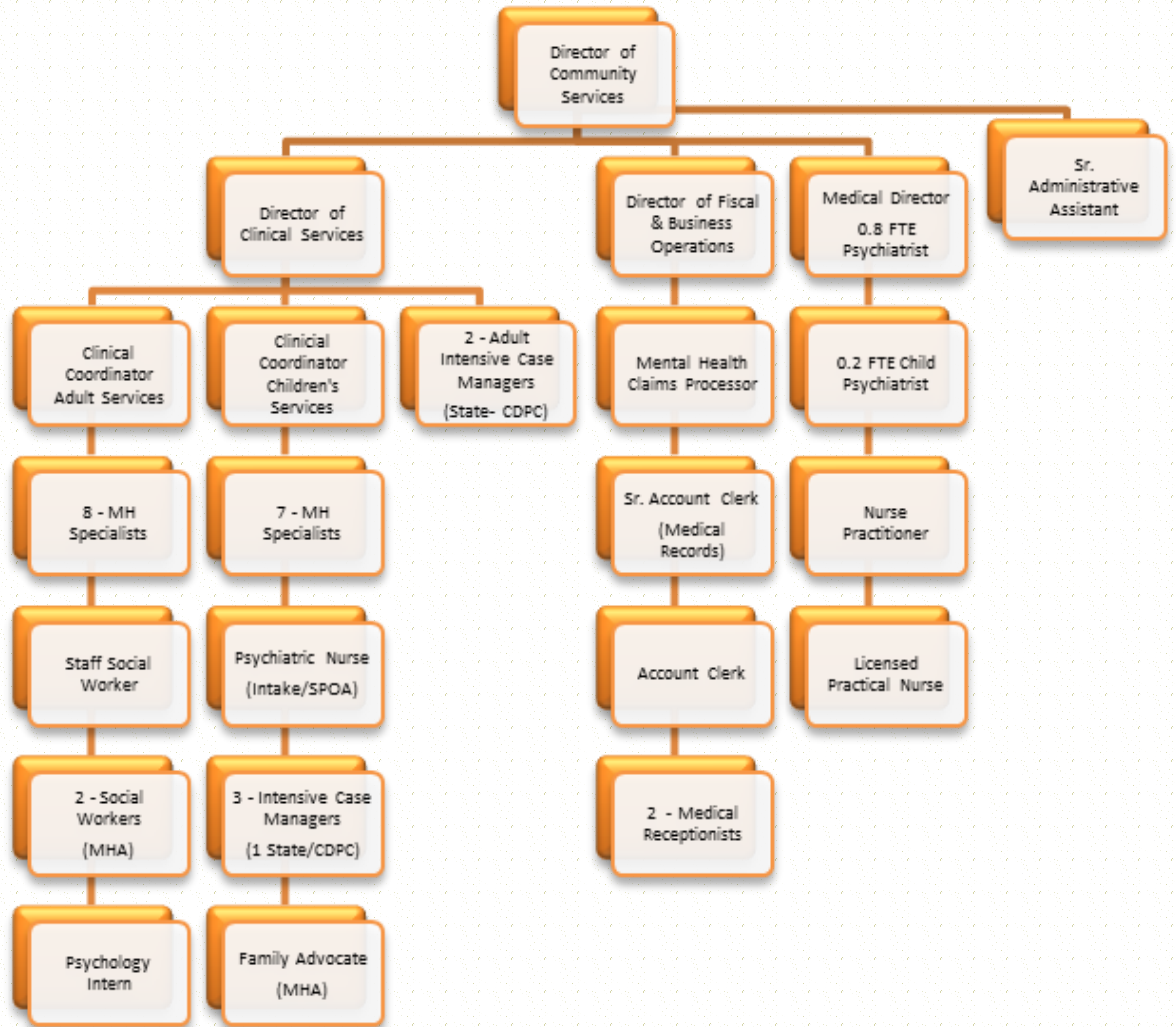 Director of
Community
Services
Sr.
Administrative
Assistant
Director of
Clinical Services
Director of Fiscal
& Business
Operations
Medical Director
0.8 FTE
Psychiatrist
Clinical
Coordinator
Adult Services
Clinicial
Coordinator
Children's
Services
2 - Adult
Intensive Case
Managers
(State- CDPC)
Mental Health
Claims Processor
0.2 FTE Child
Psychiatrist
8 - MH
Specialists
7 - MH
Specialists
Sr. Account Clerk
(Medical
Records)
Nurse
Practitioner
Staff Social
Worker
Psychiatric Nurse
(Intake/SPOA)
Account Clerk
Licensed
Practical Nurse
2 - Social
Workers
(MHA)
3 - Intensive Case
Managers
(1 State/CDPC)
2 - Medical
Receptionists
Psychology
Intern
Family Advocate
(MHA)